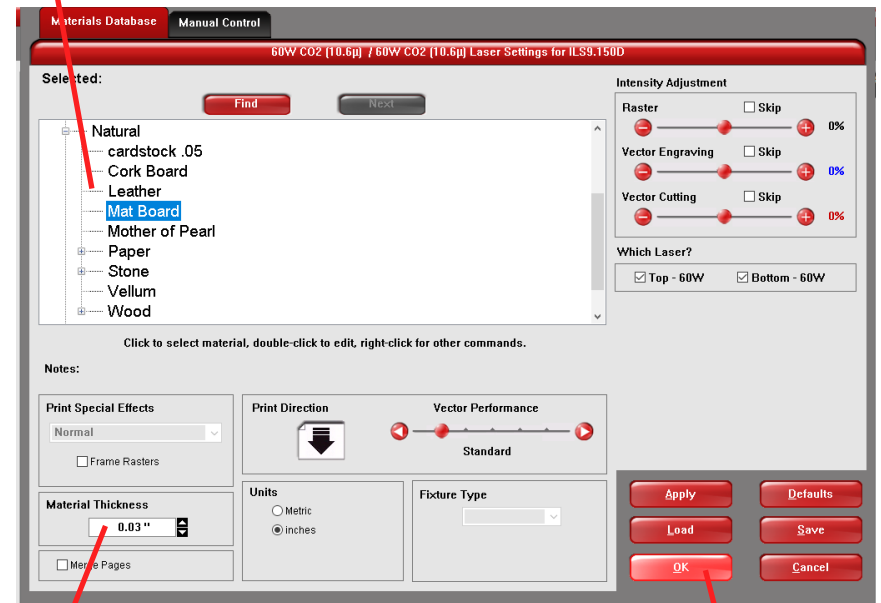 Materials Database
Manual Control
60W CO2 (10.6µ) / 60W CO2 (10.6µ) Laser Settings for ILS9.150D
Selected:
Find
Next
Natural
cardstock .05
Cork Board
Leather
Mat Board
Mother of Pearl
Paper
Stone
Vellum
Wood
Click to select material, double-click to edit, right-click for other commands.
Intensity Adjustment
Raster
Skip
0%
Vector Engraving
Skip
0%
Vector Cutting
Skip
0%
Which Laser?
Top - 60W
Bottom - 60W
Notes:
Print Special Effects
Normal
Frame Rasters
Print Direction
Vector Performance
Standard
Material Thickness
0.03 "
Merge Pages
Units
Metric
inches
Fixture Type
Apply
Defaults
Load
Save
OK
Cancel